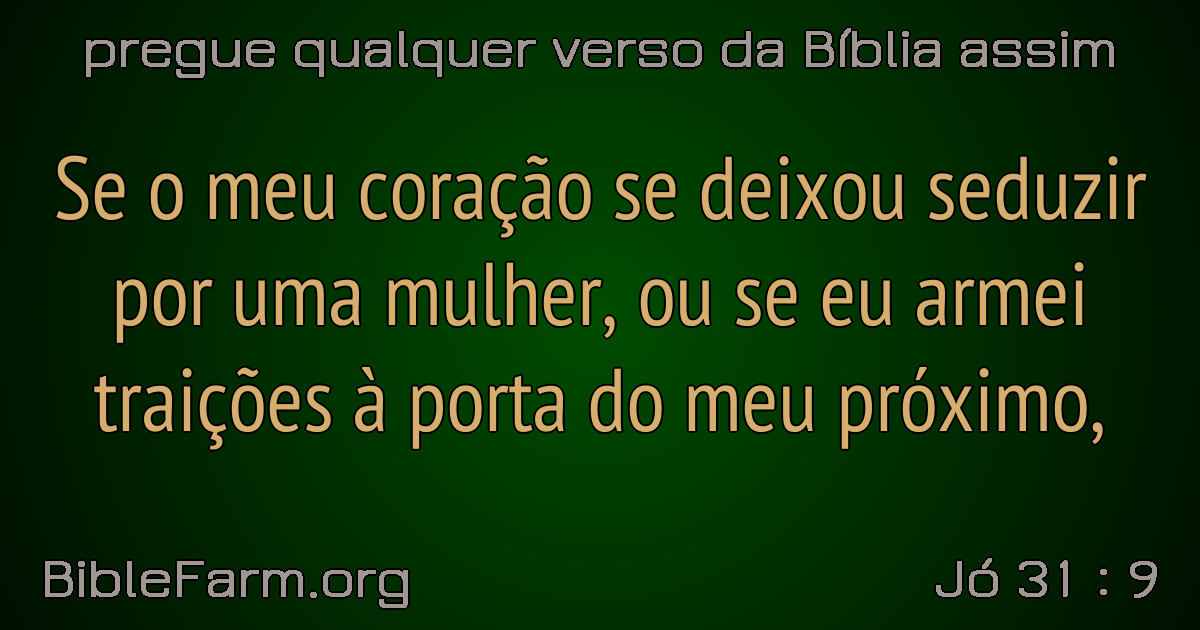 pregue qualquer verso da Bíblia assim
Se o meu coração se deixou seduzir
por uma mulher, ou se eu armei
traições à porta do meu próximo,
BibleFarm.org
Jó 31 : 9